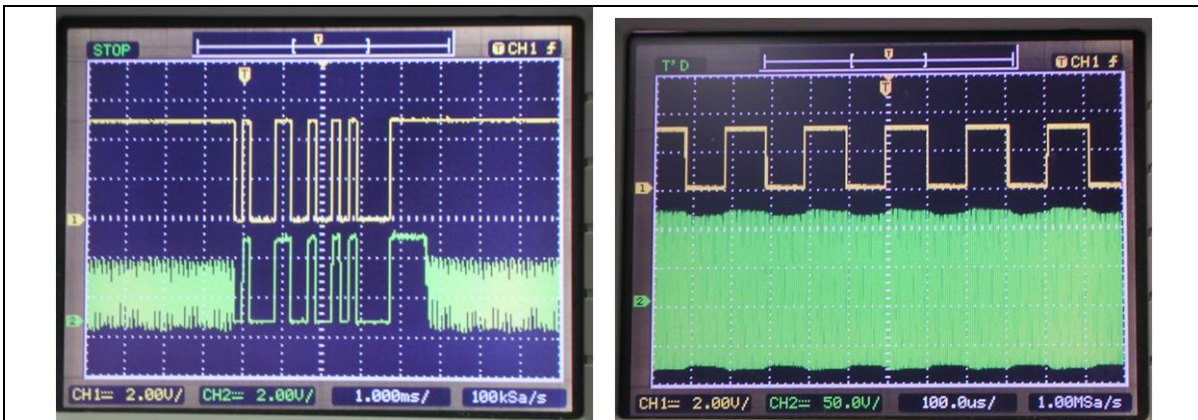 STOP
T CH1
T
1
2
CH1 2.00V/ CH2 2.00V/ 1.000ms/ 100kSa/s
T'D
T CH1
T
1
2
CH1 2.00V/ CH2 50.0V/ 100.0us/ 1.00MSa/s